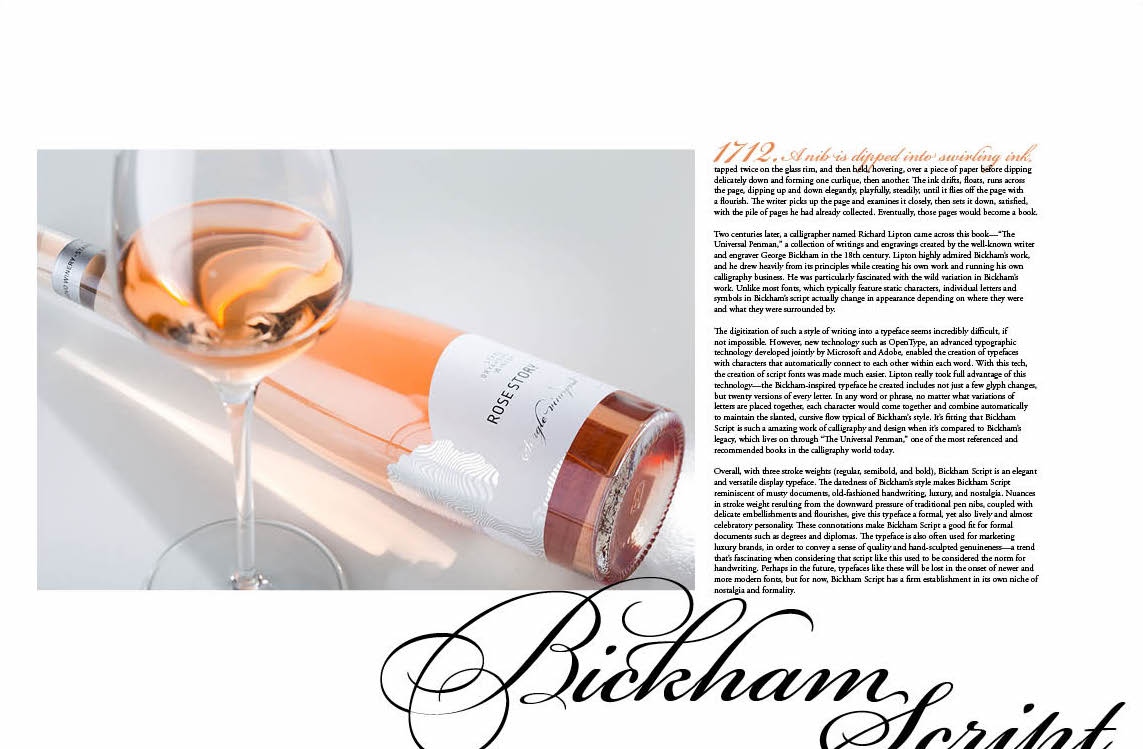 1712. A nib is dipped into swirling ink,
tapped twice on the glass rim, and then held, hovering, over a piece of paper before dipping
delicately down and forming one curlique, then another. The ink drifts, floats, runs across
the page, dipping up and down elegantly, playfully, steadily, until it flies off the page with
a flourish. The writer picks up the page and examines it closely, then sets it down, satisfied,
with the pile of pages he had already collected. Eventually, those pages would become a book.
Two centuries later, a calligrapher named Richard Lipton came across this book—“The
Universal Penman,” a collection of writings and engravings created by the well-known writer
and engraver George Bickham in the 18th century. Lipton highly admired Bickham’s work,
and he drew heavily from its principles while creating his own work and running his own
calligraphy business. He was particularly fascinated with the wild variation in Bickham’s
work. Unlike most fonts, which typically feature static characters, individual letters and
symbols in Bickham’s script actually change in appearance depending on where they were
and what they were surrounded by.
The digitization of such a style of writing into a typeface seems incredibly difficult, if
not impossible. However, new technology such as OpenType, an advanced typographic
technology developed jointly by Microsoft and Adobe, enabled the creation of typefaces
with characters that automatically connect to each other within each word. With this tech,
the creation of script fonts was made much easier. Lipton really took full advantage of this
technology—the Bickham-inspired typeface he created includes not just a few glyph changes,
but twenty versions of every letter. In any word or phrase, no matter what variations of
letters are placed together, each character would come together and combine automatically
to maintain the slanted, cursive flow typical of Bickham’s style. It’s fitting that Bickham
Script is such a amazing work of calligraphy and design when it’s compared to Bickham’s
legacy, which lives on through “The Universal Penman,” one of the most referenced and
recommended books in the calligraphy world today.
Overall, with three stroke weights (regular, semibold, and bold), Bickham Script is an elegant
and versatile display typeface. The datedness of Bickham’s style makes Bickham Script
reminiscent of musty documents, old-fashioned handwriting, luxury, and nostalgia. Nuances
in stroke weight resulting from the downward pressure of traditional pen nibs, coupled with
delicate embellishments and flourishes, give this typeface a formal, yet also lively and almost
celebratory personality. These connotations make Bickham Script a good fit for formal
documents such as degrees and diplomas. The typeface is also often used for marketing
luxury brands, in order to convey a sense of quality and hand-sculpted genuineness—a trend
that’s fascinating when considering that script like this used to be considered the norm for
handwriting. Perhaps in the future, typefaces like these will be lost in the onset of newer and
more modern fonts, but for now, Bickham Script has a firm establishment in its own niche of
nostalgia and formality.
ROSE STORY
Bickham
Script